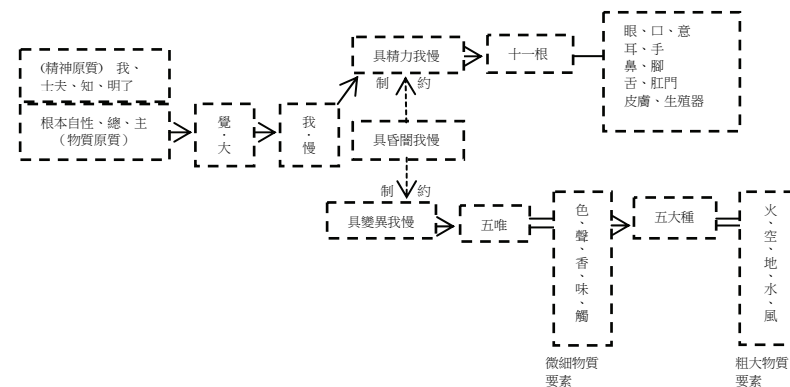 (精神原質) 我、
士夫、知、明了
根本自性、總、主
(物質原質)
覺・大
我・慢
具精力我慢
十一根
眼、口、意
耳、手
鼻、腳
舌、肛門
皮膚、生殖器
制 約
具昏闇我慢
制 約
具變異我慢
五唯
色、聲、香、味、觸
五大種
火、空、地、水、風
微細物質
要素
粗大物質
要素